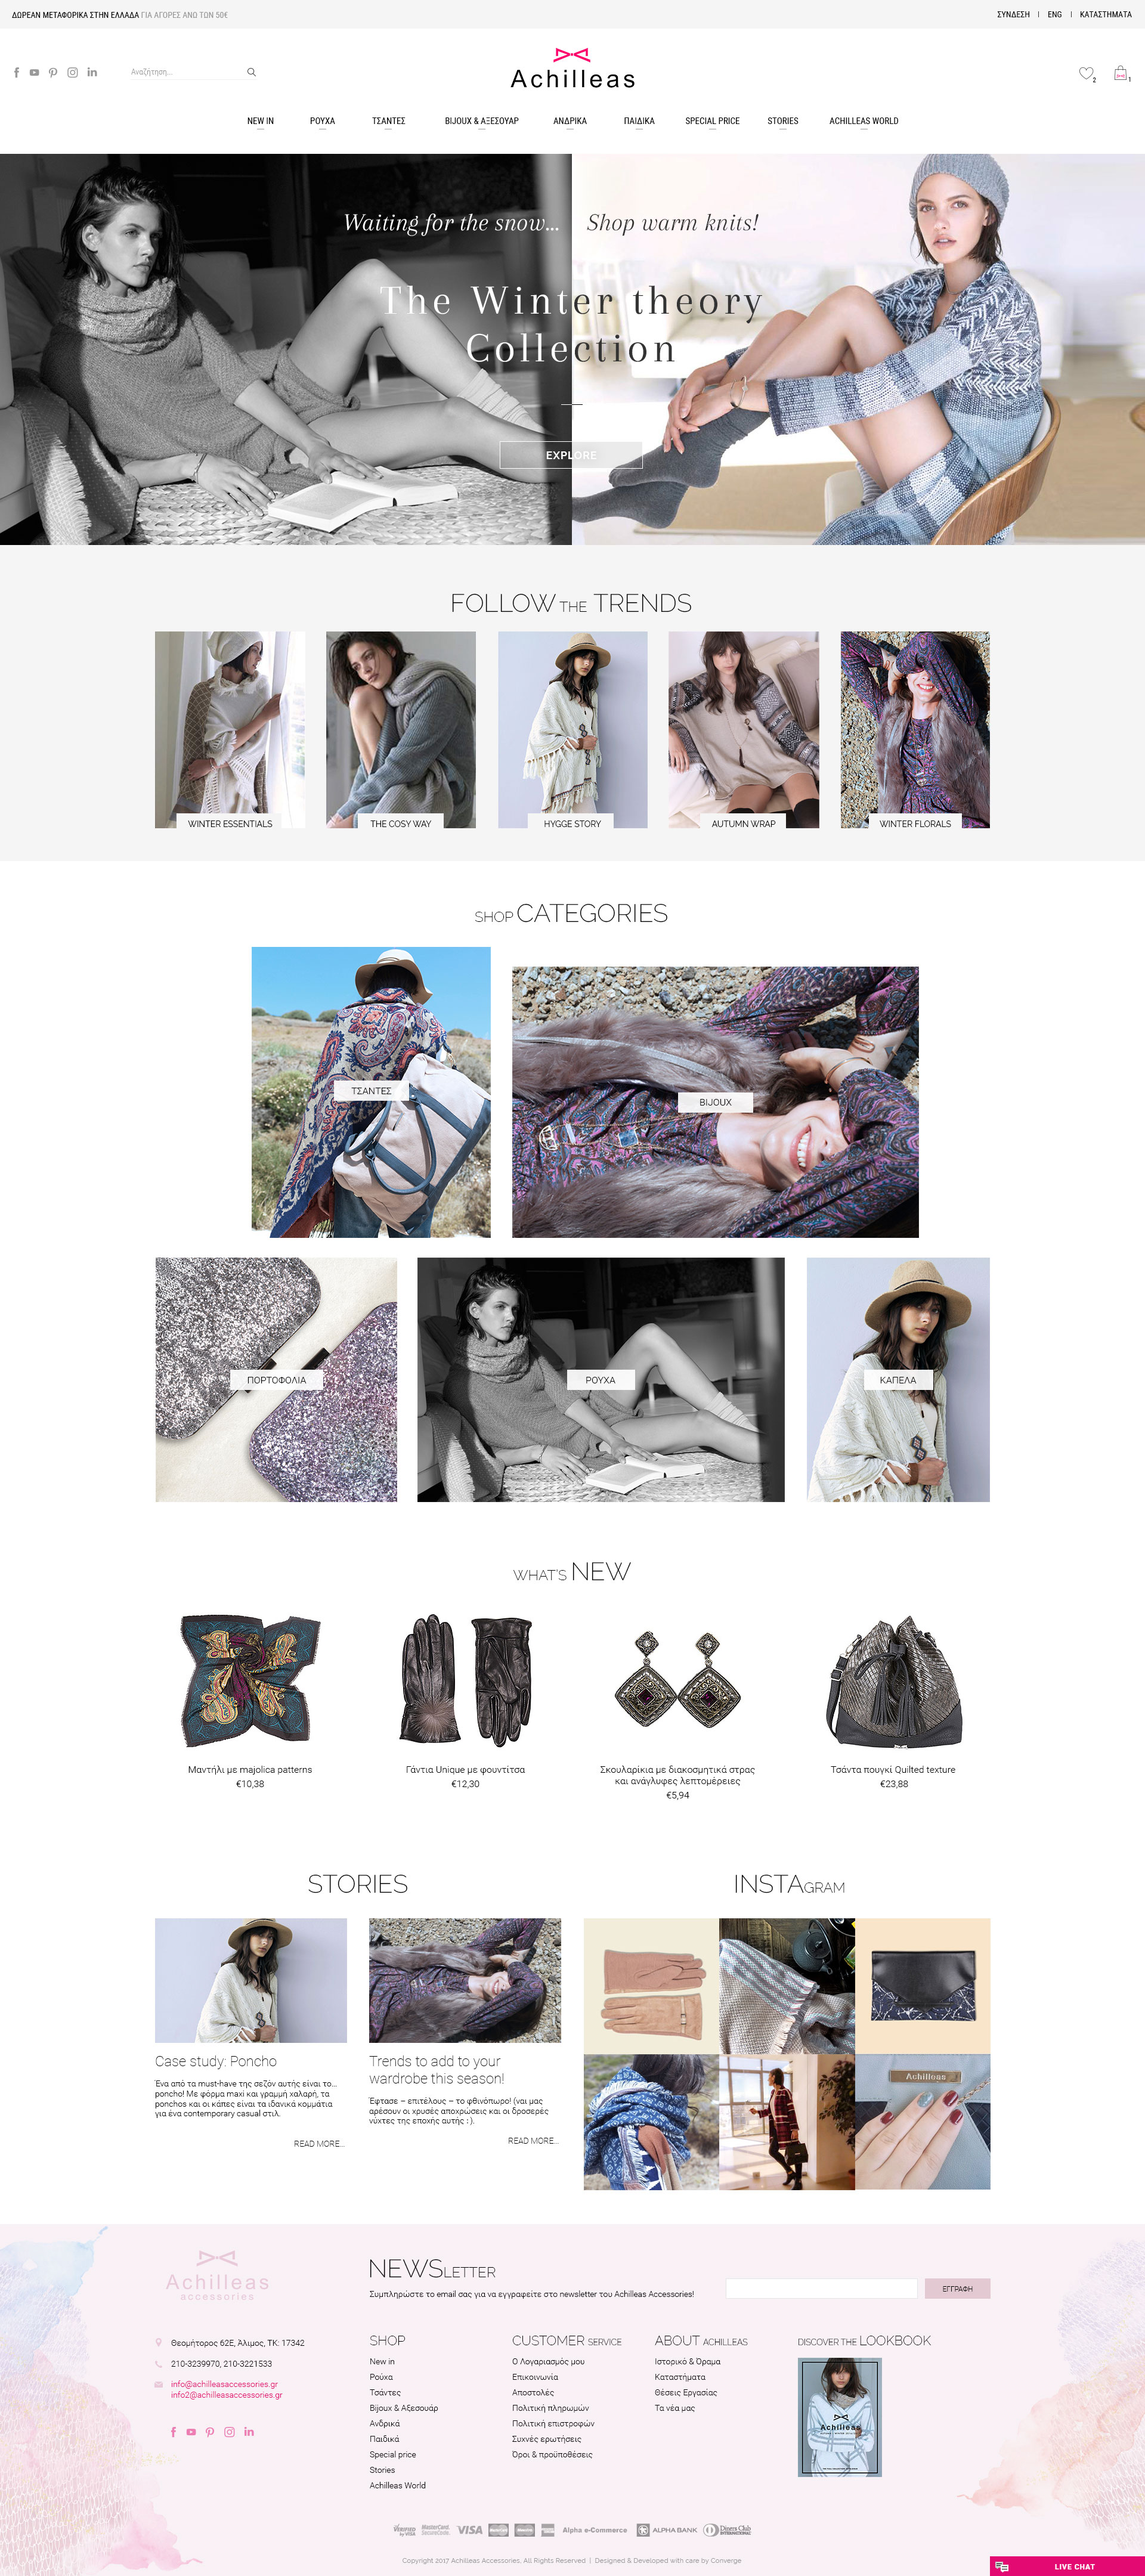 ΔΩΡΕΑΝ ΜΕΤΑΦΟΡΙΚΑ ΣΤΗΝ ΕΛΛΑΔΑ ΓΙΑ ΑΓΟΡΕΣ ΑΝΩ ΤΩΝ 50€
ΣΥΝΔΕΣΗ | ENG | ΚΑΤΑΣΤΗΜΑΤΑ
Αναζήτηση...
Achilleas
2
1
NEW IN
ΡΟΥΧΑ
ΤΣΑΝΤΕΣ
BIJOUX & ΑΞΕΣΟΥΑΡ
ΑΝΔΡΙΚΑ
ΠΑΙΔΙΚΑ
SPECIAL PRICE
STORIES
ACHILLEAS WORLD
Waiting for the snow... Shop warm knits!
The Winter theory
Collection
EXPLORE
FOLLOW THE TRENDS
WINTER ESSENTIALS
THE COSY WAY
HYGGE STORY
AUTUMN WRAP
WINTER FLORALS
SHOP CATEGORIES
ΤΣΑΝΤΕΣ
BIJOUX
ΠΟΡΤΟΦΟΛΙΑ
ΡΟΥΧΑ
ΚΑΠΕΛΑ
WHAT'S NEW
Μαντήλι με majolica patterns
€10,38
Γάντια Unique με φουντίτσα
€12,30
Σκουλαρίκια με διακοσμητικά στρας
και ανάγλυφες λεπτομέρειες
€5,94
Τσάντα πουγκί Quilted texture
€23,88
STORIES
Case study: Poncho
Ένα από τα must-have της σεζόν αυτής είναι το...
poncho! Με φόρμα maxi και γραμμή χαλαρή, τα
ponchos και οι κάπες είναι τα ιδανικά κομμάτια
για ένα contemporary casual στιλ.
READ MORE...
Trends to add to your
wardrobe this season!
Έφτασε – επιτέλους – το φθινόπωρο! (ναι μας
αρέσουν οι χρυσές αποχρώσεις και οι δροσερές
νύχτες της εποχής αυτής : ).
READ MORE...
INSTAGRAM
Achilleas
Achilleas
accessories
NEWSLETTER
Συμπληρώστε το email σας για να εγγραφείτε στο newsletter του Achilleas Accessories!
ΕΓΓΡΑΦΗ
Θεομήτορος 62Ε, Άλιμος, ΤΚ: 17342
210-3239970, 210-3221533
info@achilleasaccessories.gr
info2@achilleasaccessories.gr
SHOP
New in
Ρούχα
Τσάντες
Bijoux & Αξεσουάρ
Ανδρικά
Παιδικά
Special price
Stories
Achilleas World
CUSTOMER SERVICE
Ο Λογαριασμός μου
Επικοινωνία
Αποστολές
Πολιτική πληρωμών
Πολιτική επιστροφών
Συχνές ερωτήσεις
Όροι & προϋποθέσεις
ABOUT ACHILLEAS
Ιστορικό & Όραμα
Καταστήματα
Θέσεις Εργασίας
Τα νέα μας
DISCOVER THE LOOKBOOK
Achilleas
Verified by VISA
MasterCard. SecureCode.
VISA
Alpha e-Commerce
ALPHA BANK
Diners Club INTERNATIONAL
Copyright 2017 Achilleas Accessories, All Rights Reserved | Designed & Developed with care by Converge
LIVE CHAT